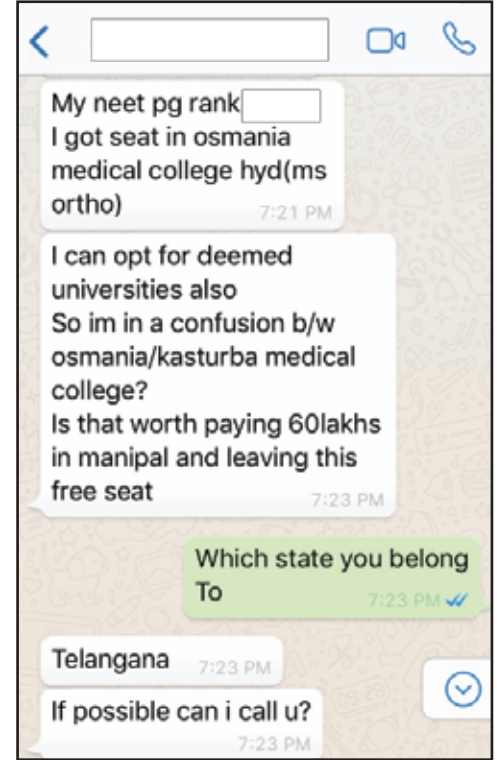 My neet pg rank
I got seat in osmania
medical college hyd(ms
ortho)
7:21 PM
I can opt for deemed
universities also
So im in a confusion b/w
osmania/kasturba medical
college?
Is that worth paying 60lakhs
in manipal and leaving this
free seat
7:23 PM
Which state you belong
To
7:23 PM
Telangana
7:23 PM
If possible can i call u?
7:23 PM